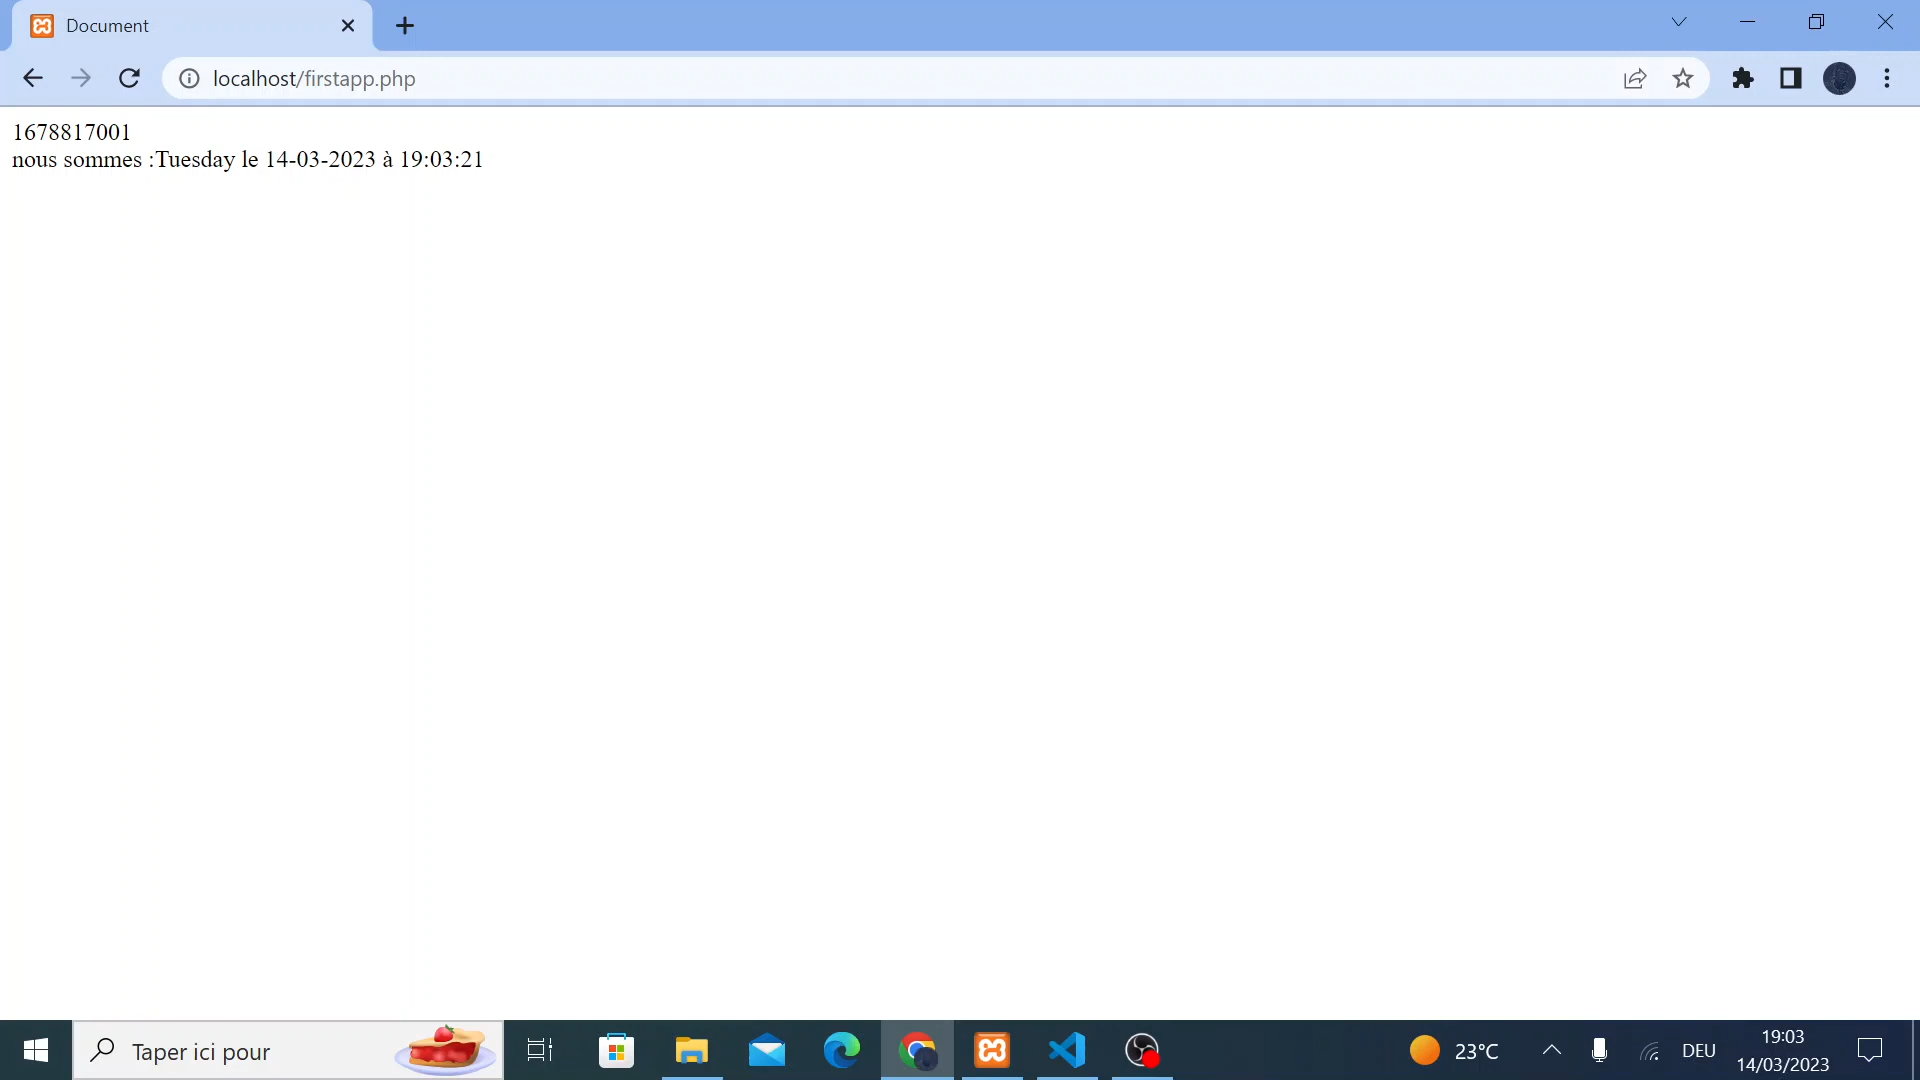 Document
localhost/firstapp.php
1678817001
nous sommes :Tuesday le 14-03-2023 à 19:03:21
Taper ici pour
23°C
DEU
19:03
14/03/2023